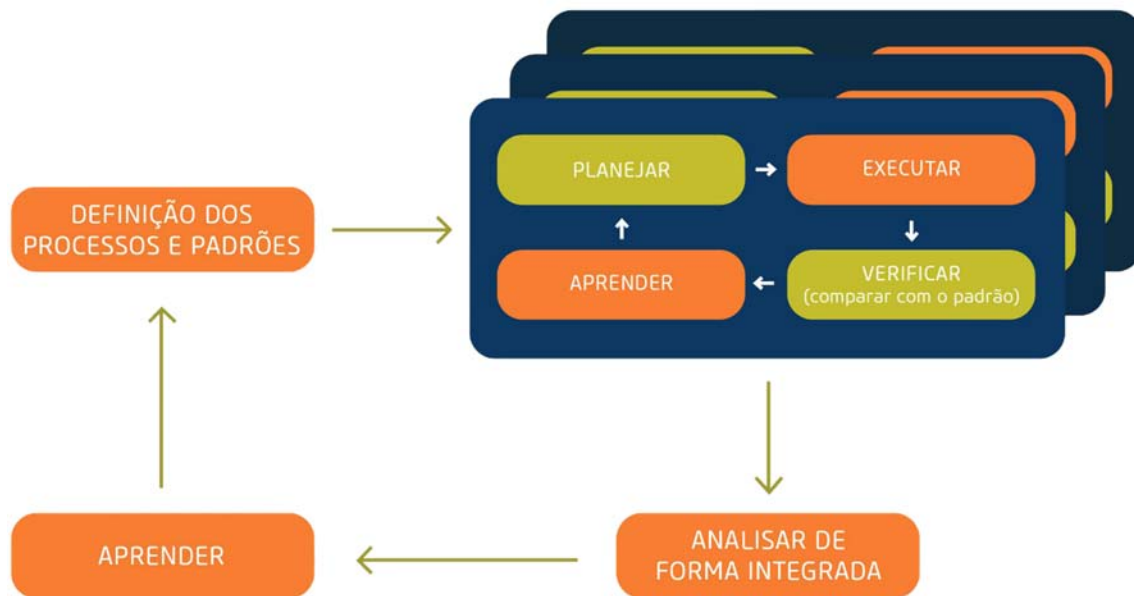 PLANEJAR
EXECUTAR
DEFINIÇÃO DOS
PROCESSOS E PADRÕES
APRENDER
VERIFICAR
(comparar com o padrão)
APRENDER
ANALISAR DE
FORMA INTEGRADA